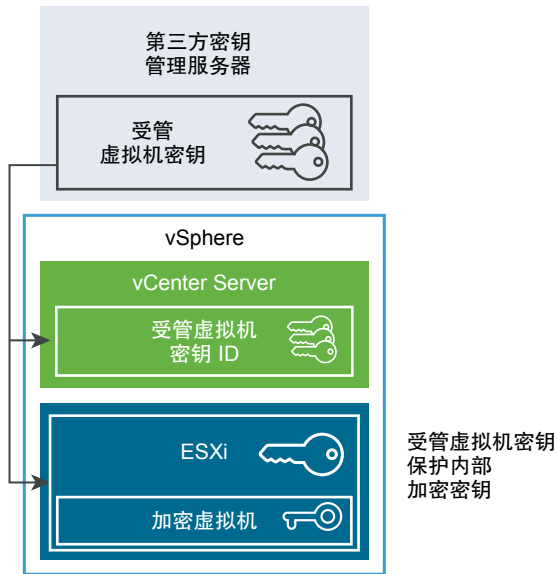 第三方密钥
管理服务器
受管
虚拟机密钥
vSphere
vCenter Server
受管虚拟机
密钥 ID
ESXi
加密虚拟机
受管虚拟机密钥
保护内部
加密密钥